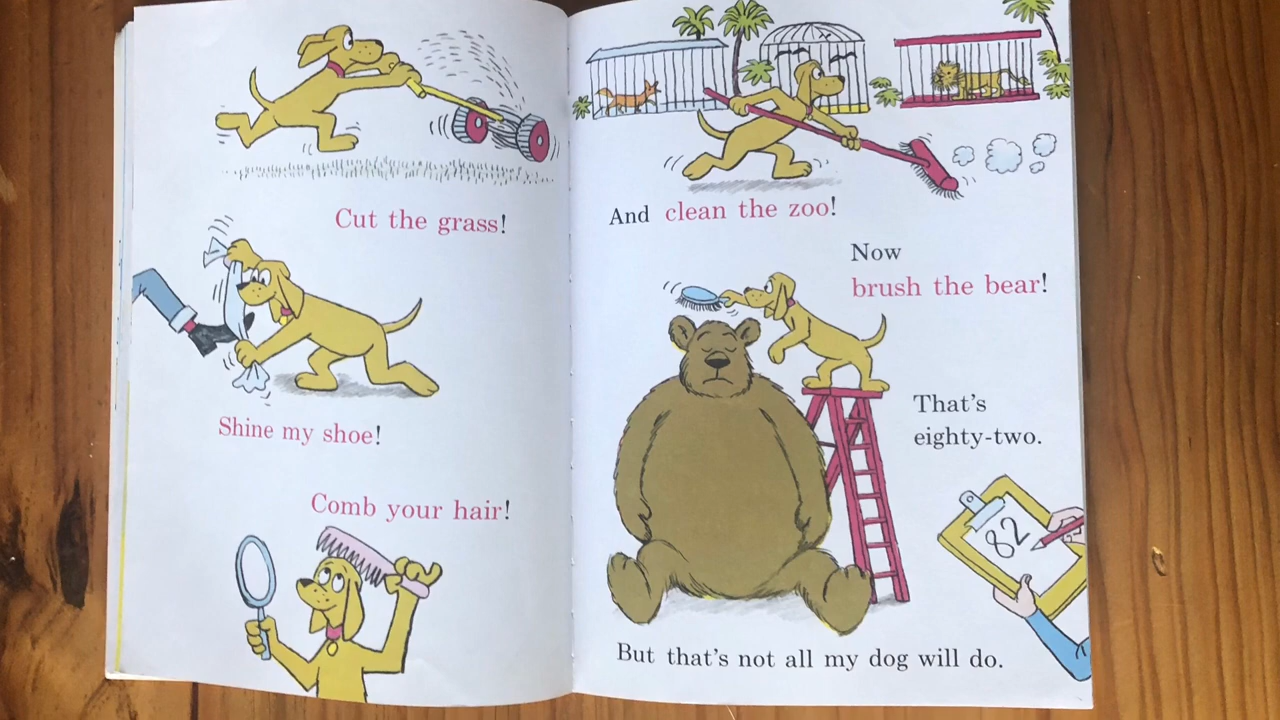 Cut the grass!
Shine my shoe!
Comb your hair!
And clean the zoo!
Now
brush the bear!
That's
eighty-two.
82
But that's not all my dog will do.